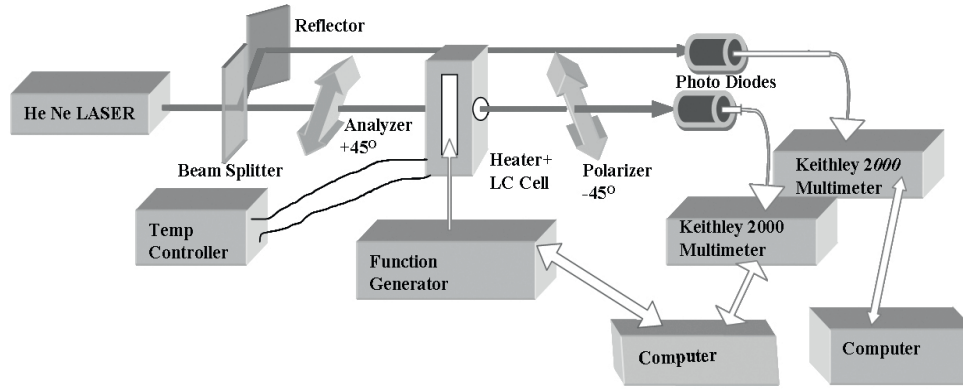 Reflector
He Ne LASER
Beam Splitter
Analyzer
+45O
Heater+
LC Cell
Polarizer
-45O
Photo Diodes
Keithley 2000
Multimeter
Keithley 2000
Multimeter
Temp
Controller
Function
Generator
Computer
Computer